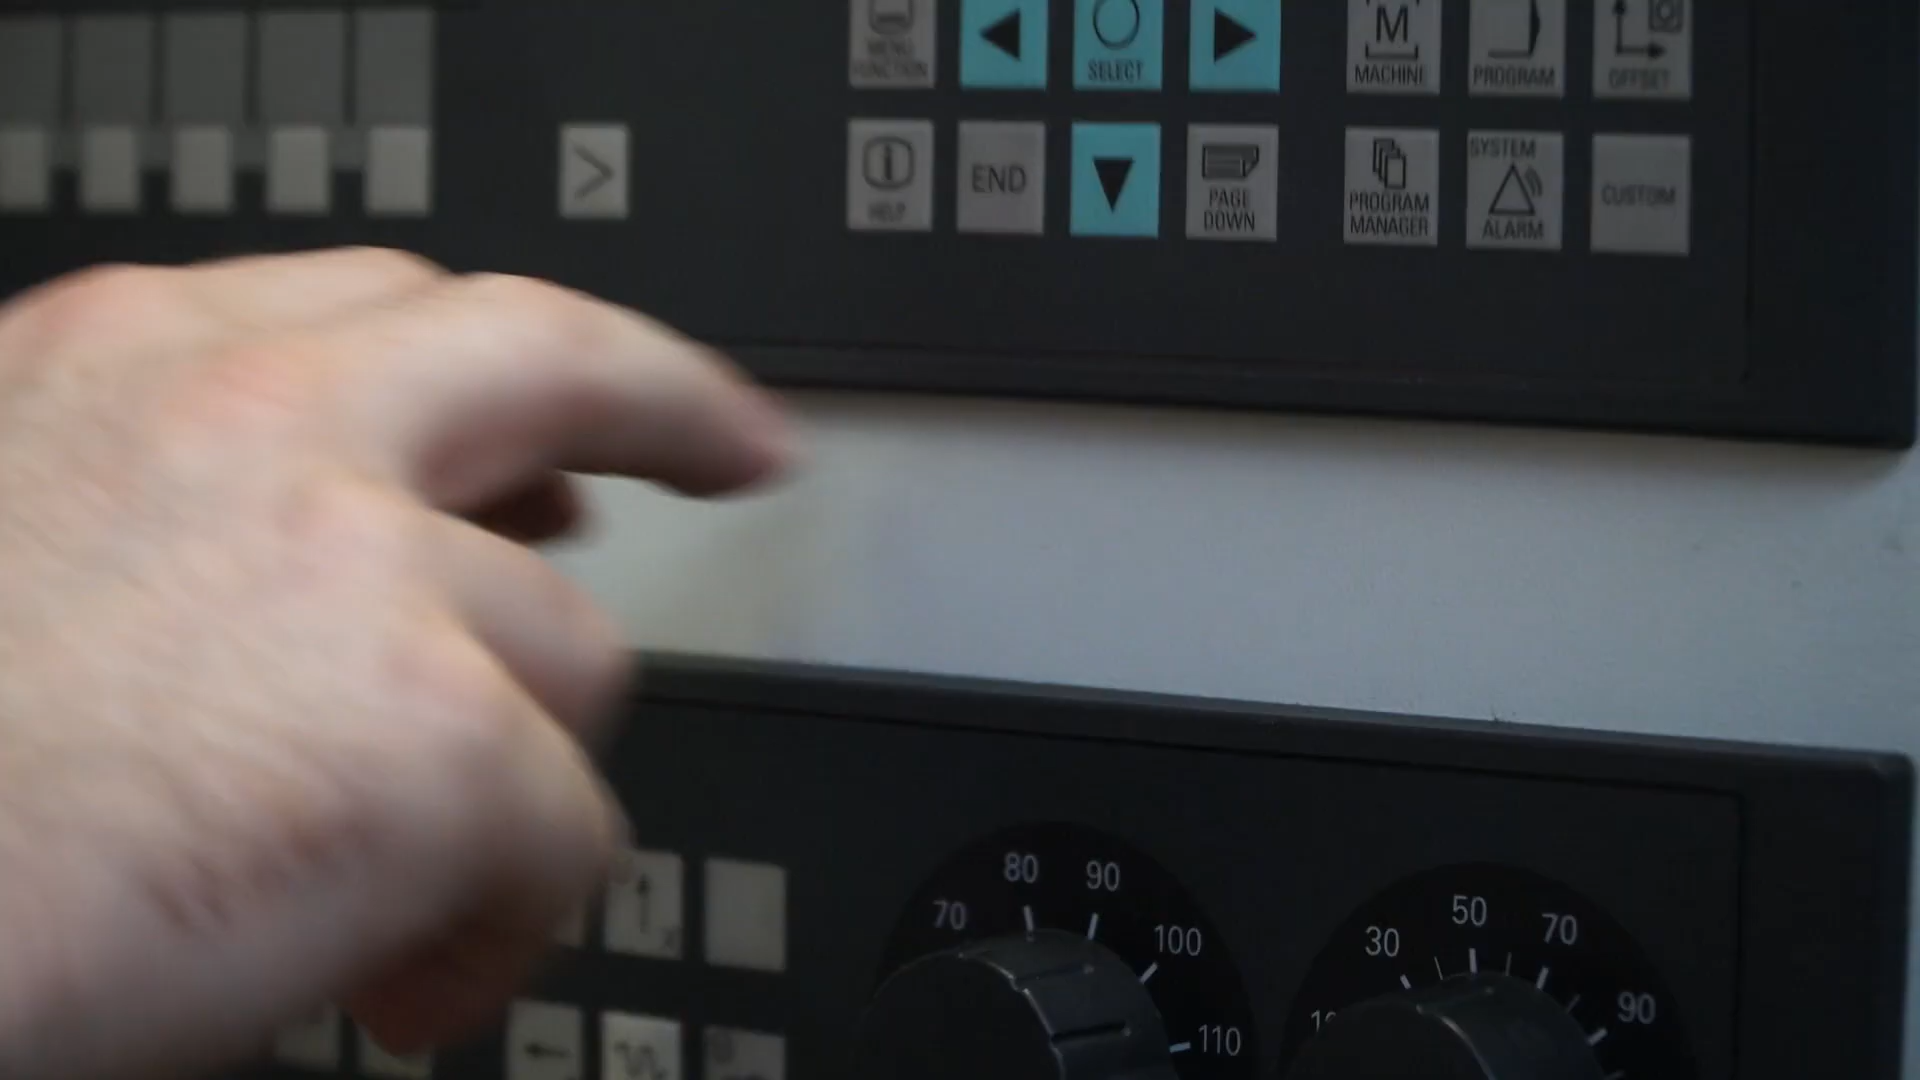 MENU
FUNCTION
SELECT
M
MACHINE
PROGRAM
OFFSET
>
HELP
END
PAGE
DOWN
PROGRAM
MANAGER
SYSTEM
ALARM
CUSTOM
70 80 90 100 110
30 50 70 90